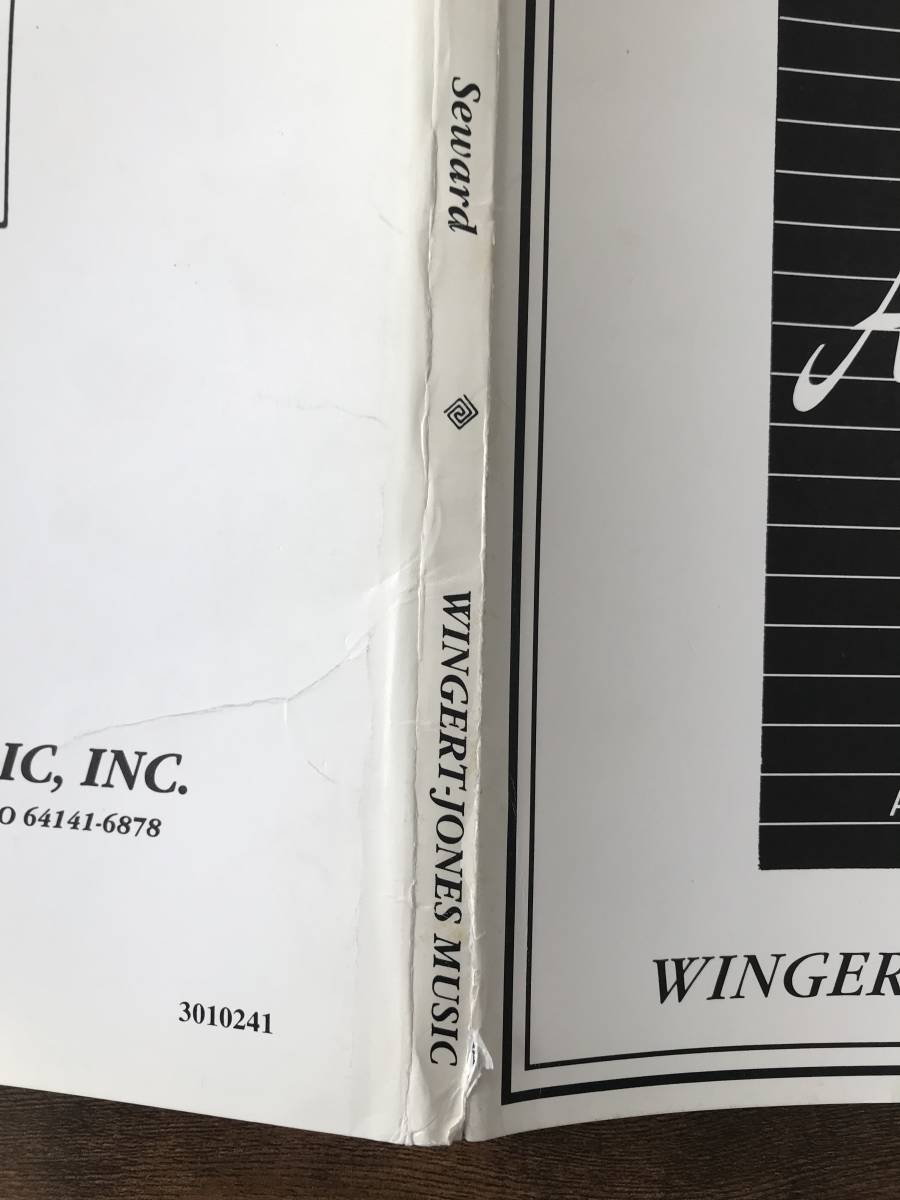 IC, INC.
O 64141-6878
3010241
Seward
WINGERT-JONES MUSIC
A
A
WINGER